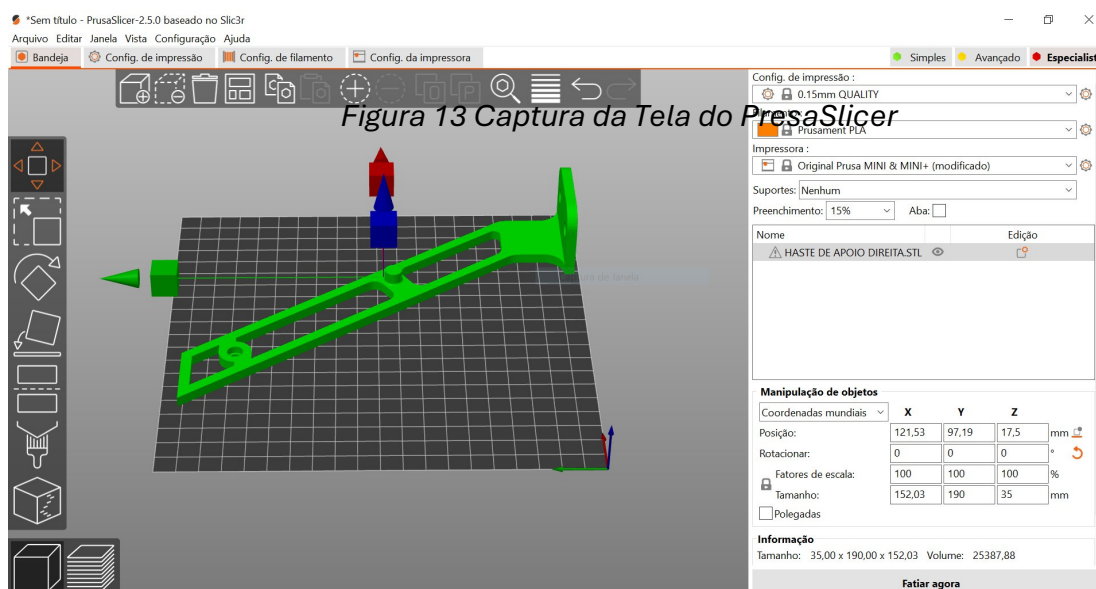 *Sem título - PrusaSlicer-2.5.0 baseado no Slic3r
Arquivo Editar Janela Vista Configuração Ajuda
Bandeja Config. de impressão Config. de filamento Config. da impressora Simples Avançado Especialist
Config. de impressão :
0.15mm QUALITY
Figura 13 Captura da Tela do PresaSlicer
Prusament PLA
Impressora :
Original Prusa MINI & MINI+ (modificado)
Suportes: Nenhum
Preenchimento: 15% Aba:
Nome Edição
HASTE DE APOIO DIREITA.STL
Manipulação de objetos
Coordenadas mundiais X Y Z
Posição: 121,53 97,19 17,5 mm
Rotacionar: 0 0 0 °
Fatores de escala: 100 100 100 %
Tamanho: 152,03 190 35 mm
Polegadas
Informação
Tamanho: 35,00 x 190,00 x 152,03 Volume: 25387,88
Fatiar agora